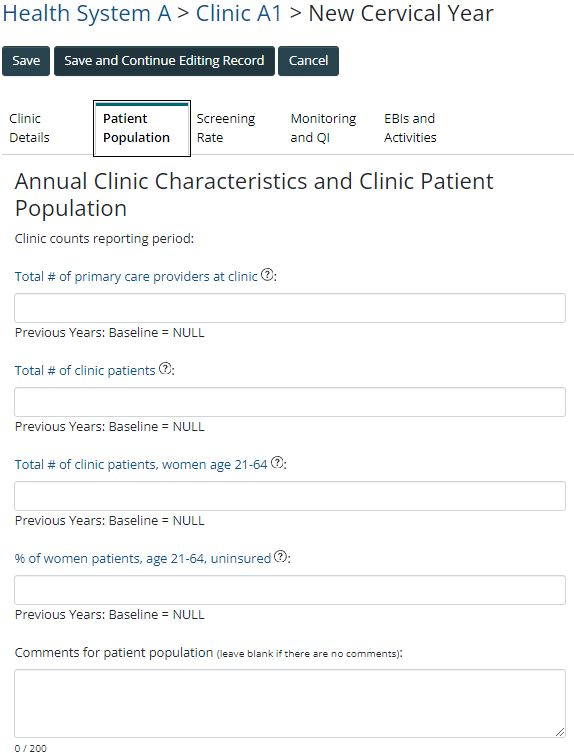 Health System A > Clinic A1 > New Cervical Year
Save
Save and Continue Editing Record
Cancel
Clinic Details
Patient Population
Screening Rate
Monitoring and QI
EBIs and Activities
Annual Clinic Characteristics and Clinic Patient
Population
Clinic counts reporting period:
Total # of primary care providers at clinic ?:
Previous Years: Baseline = NULL
Total # of clinic patients ?:
Previous Years: Baseline = NULL
Total # of clinic patients, women age 21-64 ?:
Previous Years: Baseline = NULL
% of women patients, age 21-64, uninsured ?:
Previous Years: Baseline = NULL
Comments for patient population (leave blank if there are no comments):
0 / 200